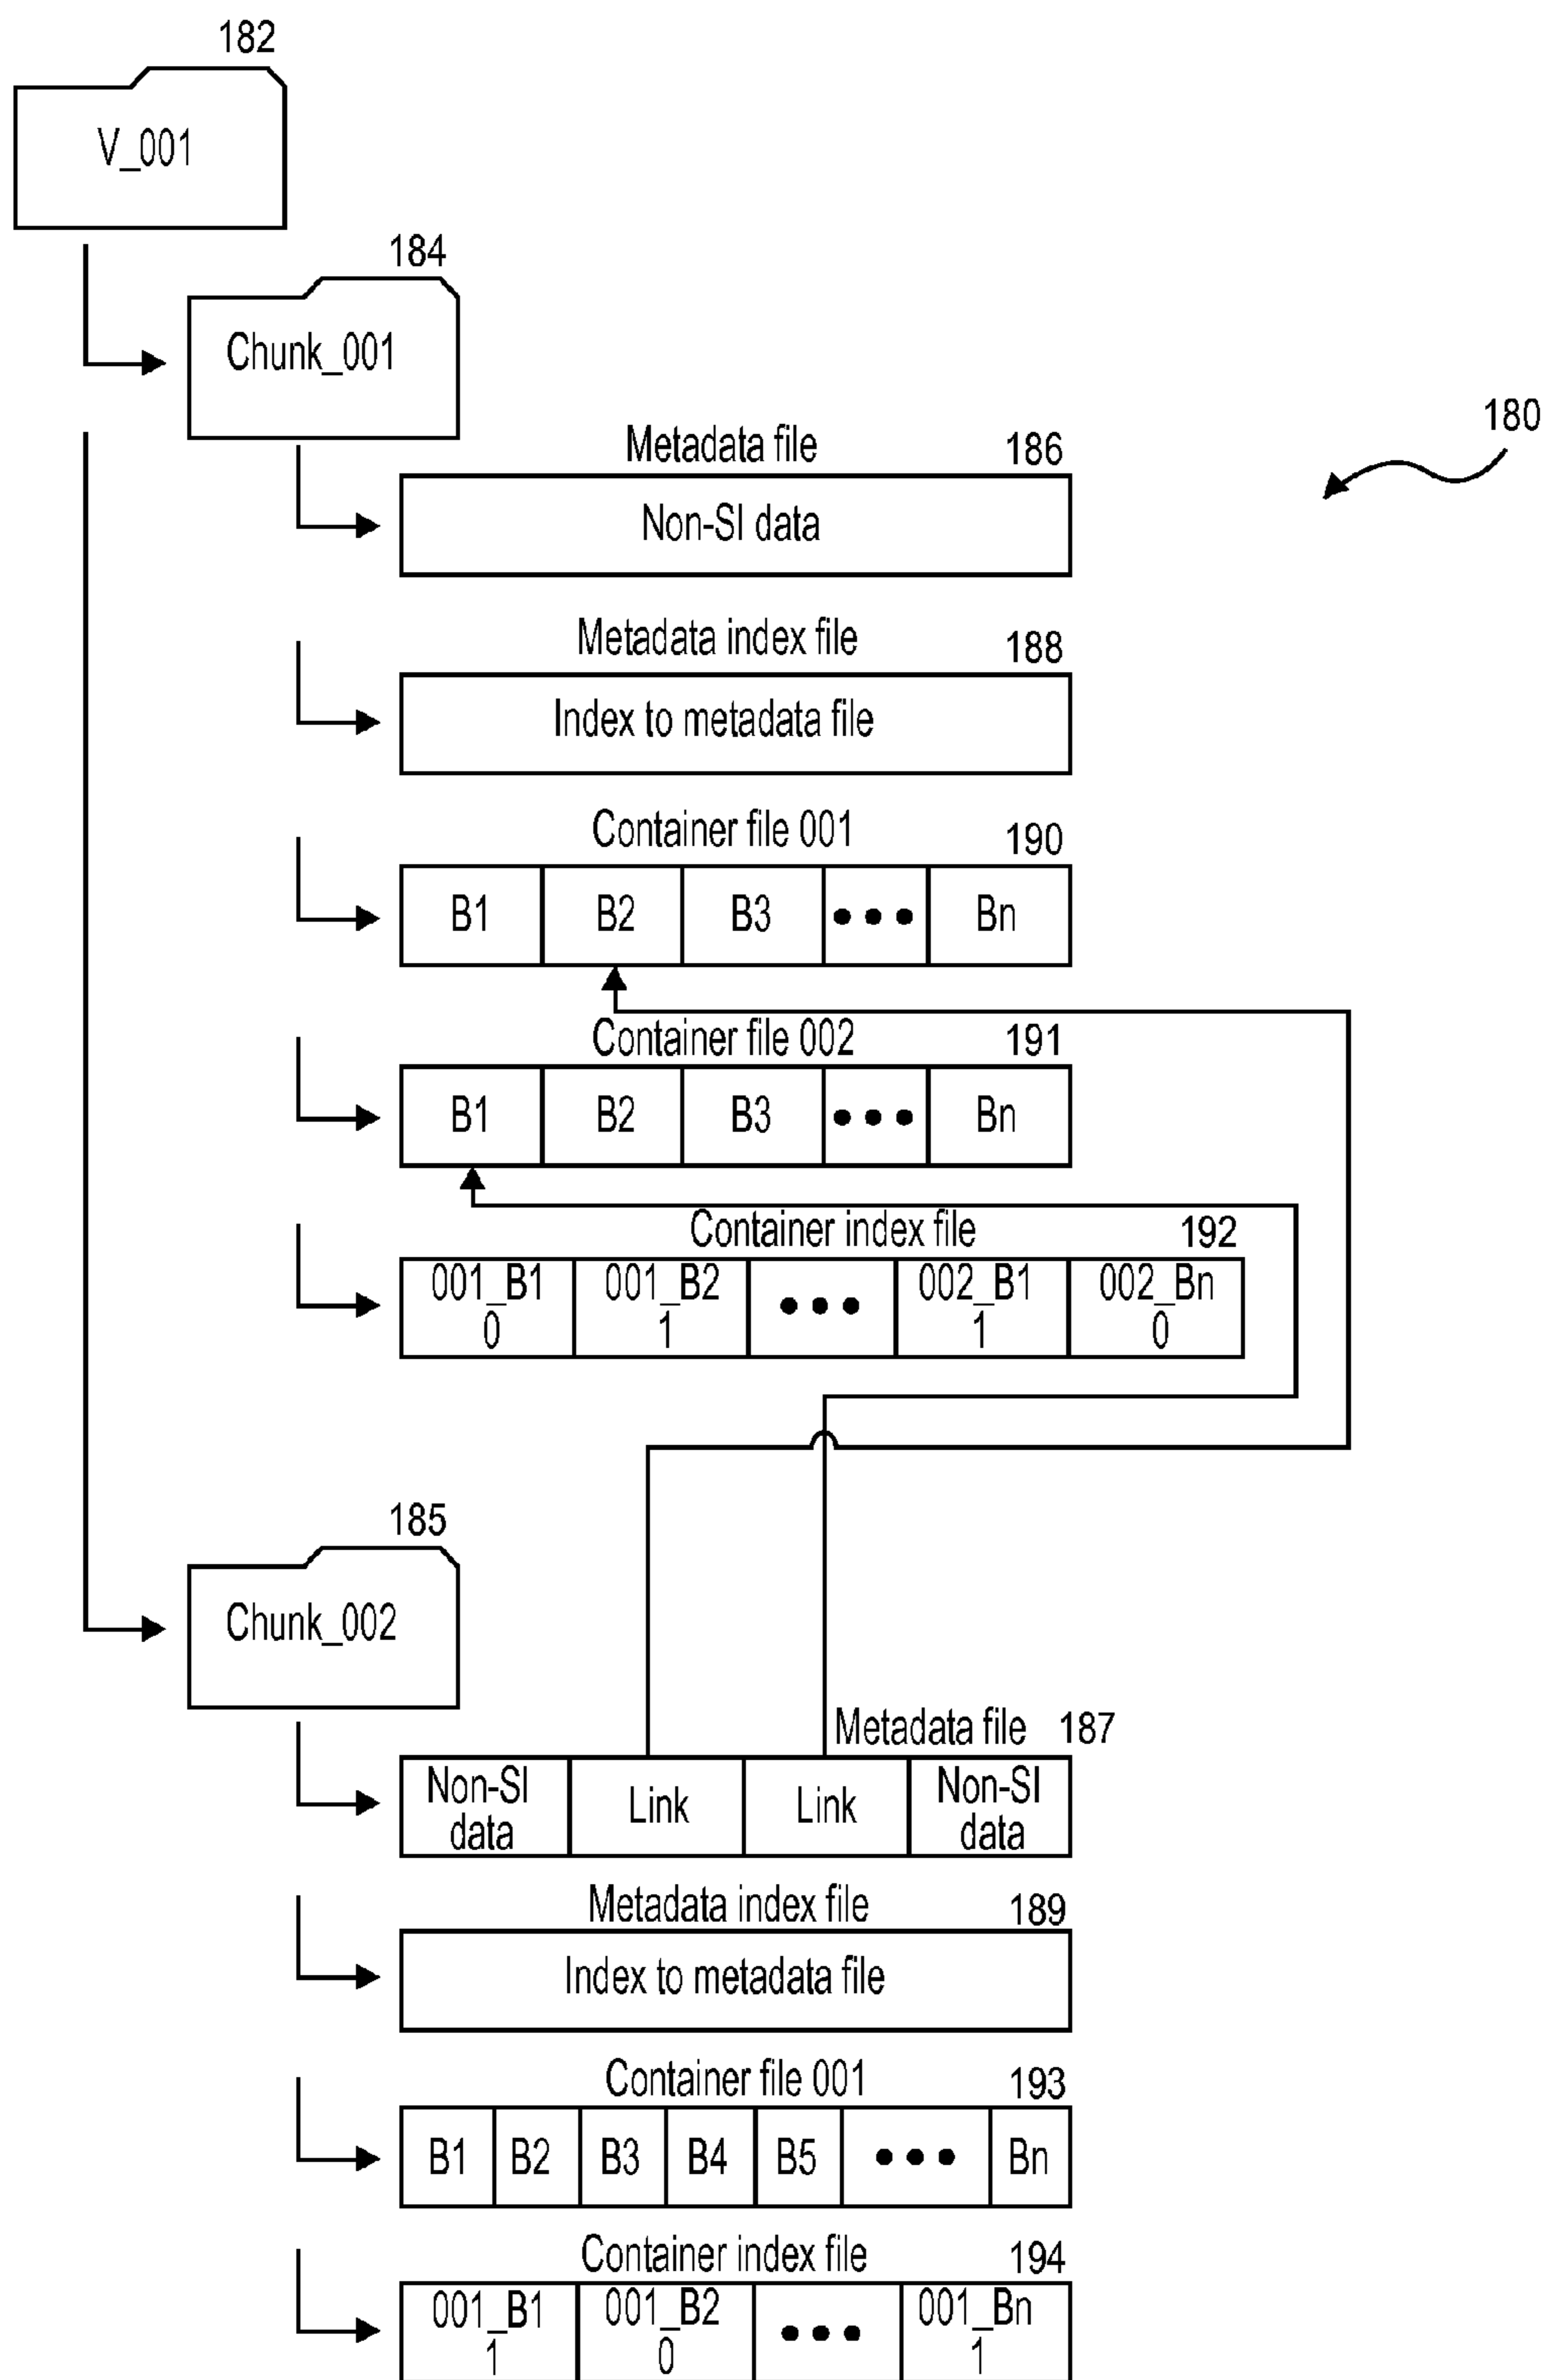 182
V_001
184
Chunk_001
180
Metadata file 186
Non-SI data
Metadata index file 188
Index to metadata file
Container file 001 190
B1 B2 B3 ••• Bn
Container file 002 191
B1 B2 B3 ••• Bn
Container index file 192
001_B1 001_B2 ••• 002_B1 002_Bn
0 1 1 0
185
Chunk_002
Metadata file 187
Non-SI Link Link Non-SI
data data
Metadata index file 189
Index to metadata file
Container file 001 193
B1 B2 B3 B4 B5 ••• Bn
Container index file 194
001_B1 001_B2 ••• 001_Bn
1 0 1